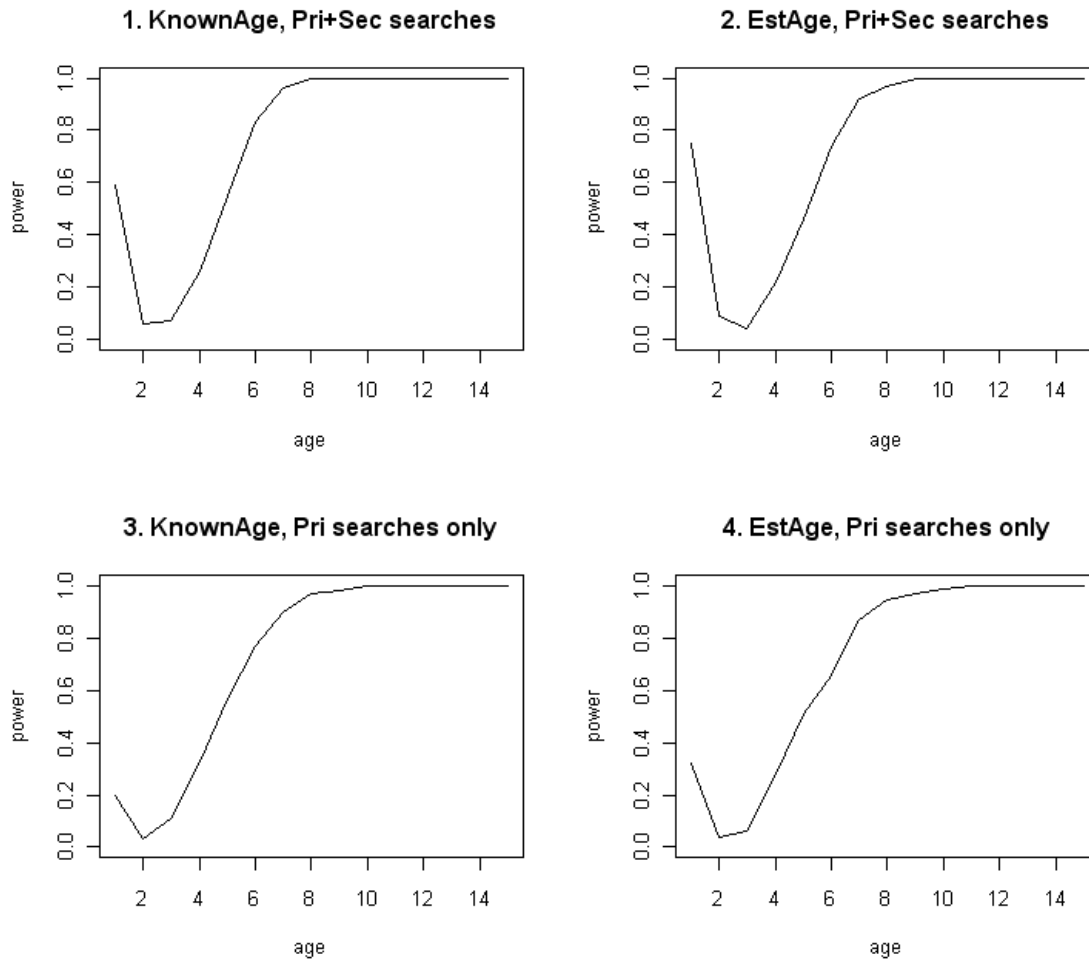 1. KnownAge, Pri+Sec searches
power
0.0 0.2 0.4 0.6 0.8 1.0
2 4 6 8 10 12 14
age
2. EstAge, Pri+Sec searches
power
0.0 0.2 0.4 0.6 0.8 1.0
2 4 6 8 10 12 14
age
3. KnownAge, Pri searches only
power
0.0 0.2 0.4 0.6 0.8 1.0
2 4 6 8 10 12 14
age
4. EstAge, Pri searches only
power
0.0 0.2 0.4 0.6 0.8 1.0
2 4 6 8 10 12 14
age